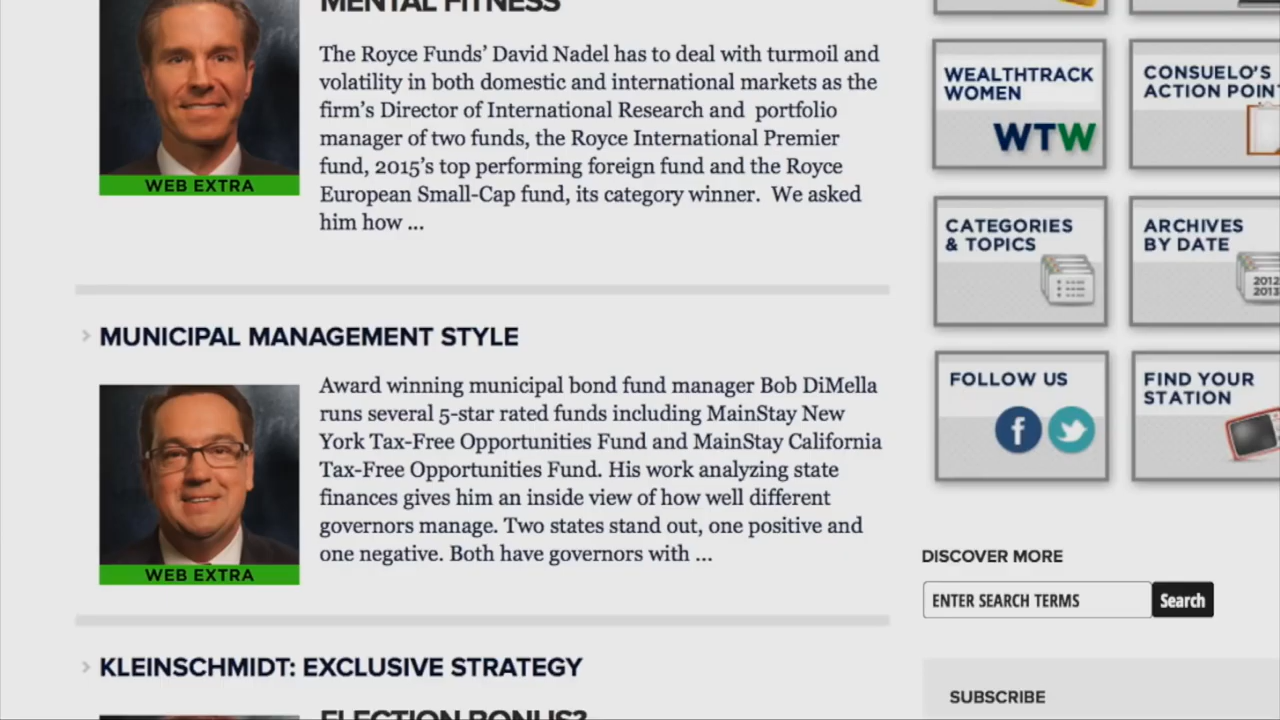 MENTAL FITNESS
The Royce Funds’ David Nadel has to deal with turmoil and
volatility in both domestic and international markets as the
firm’s Director of International Research and portfolio
manager of two funds, the Royce International Premier
fund, 2015’s top performing foreign fund and the Royce
European Small-Cap fund, its category winner. We asked
him how ...
WEB EXTRA
MUNICIPAL MANAGEMENT STYLE
Award winning municipal bond fund manager Bob DiMella
runs several 5-star rated funds including MainStay New
York Tax-Free Opportunities Fund and MainStay California
Tax-Free Opportunities Fund. His work analyzing state
finances gives him an inside view of how well different
governors manage. Two states stand out, one positive and
one negative. Both have governors with ...
WEB EXTRA
KLEINSCHMIDT: EXCLUSIVE STRATEGY
ELECTION BONUS?
WEALTHTRACK
WOMEN
WTW
CONSUELO'S
ACTION POINT
CATEGORIES
& TOPICS
ARCHIVES
BY DATE
2012
2013
FOLLOW US
f
FIND YOUR
STATION
DISCOVER MORE
ENTER SEARCH TERMS
Search
SUBSCRIBE